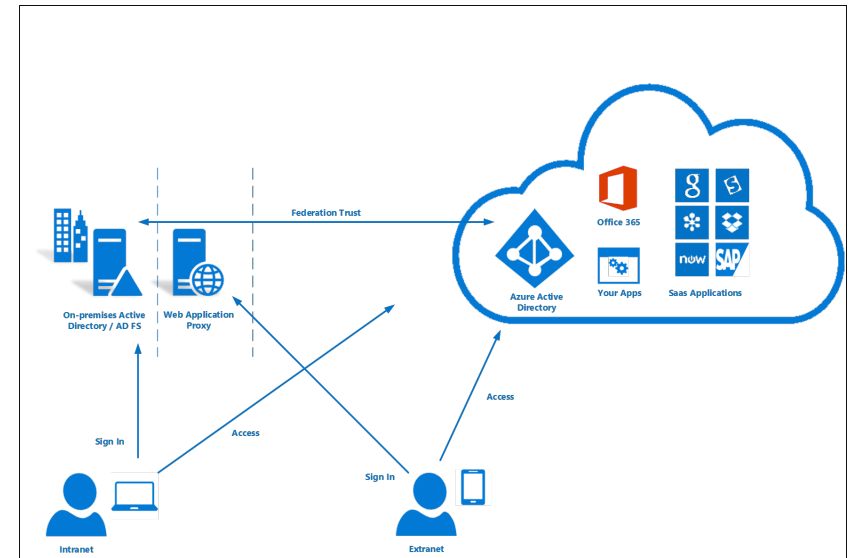 Federation Trust
Office 365
g
S
now
SAP
Azure Active
Directory
Your Apps
Saas Applications
On-premises Active
Directory / AD FS
Web Application
Proxy
Access
Sign In
Access
Sign In
Intranet
Extranet